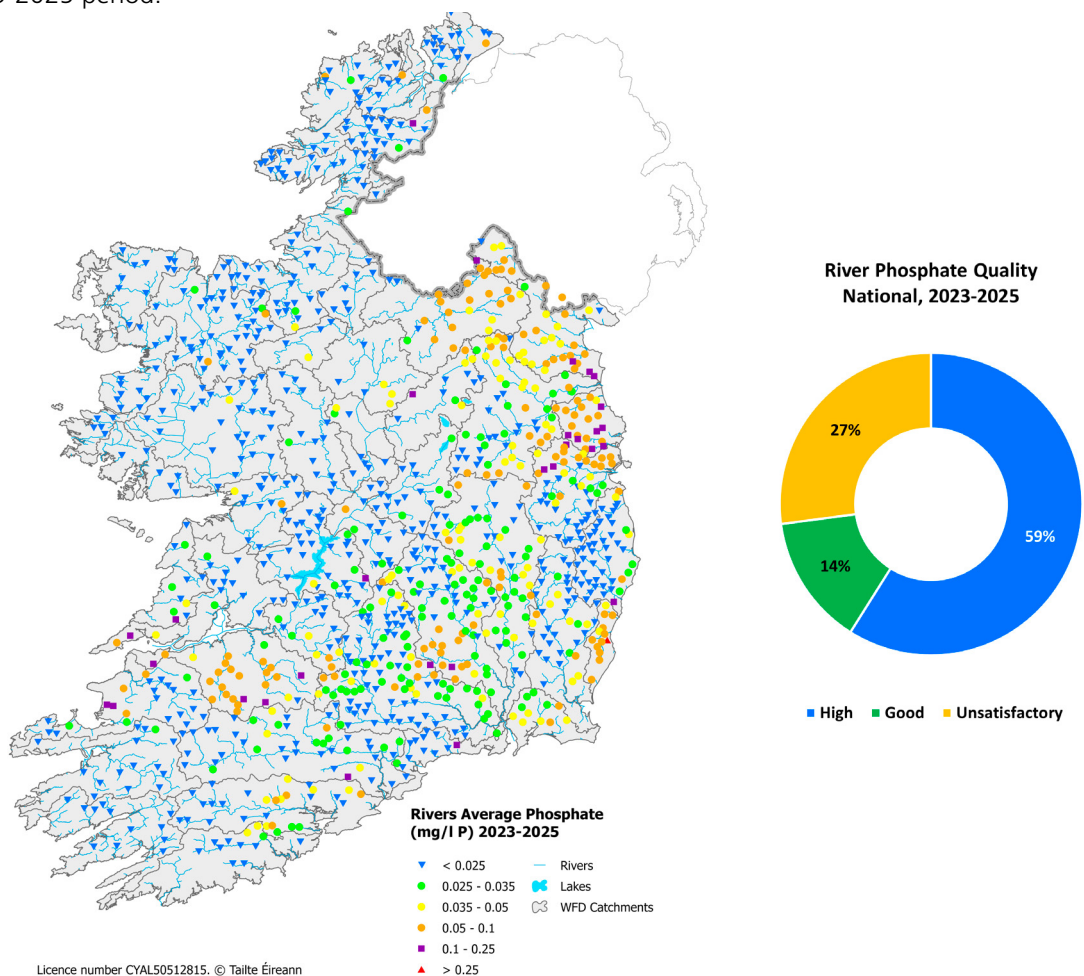 2025 period.
River Phosphate Quality
National, 2023-2025
27%
59%
14%
High
Good
Unsatisfactory
Rivers Average Phosphate
(mg/l P) 2023-2025
< 0.025
Rivers
0.025 - 0.035
Lakes
0.035 - 0.05
WFD Catchments
0.05 - 0.1
0.1 - 0.25
> 0.25
Licence number CYAL50512815. © Tailte Éireann